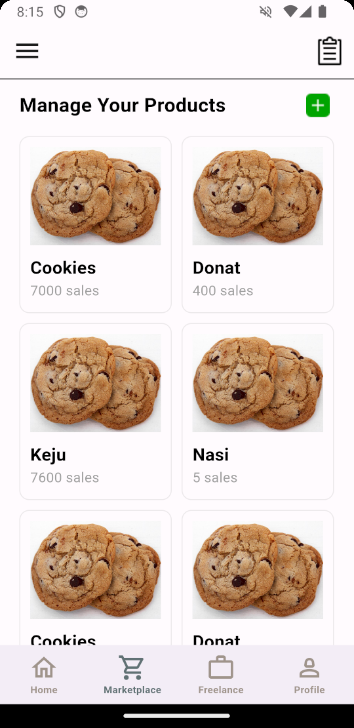 8:15
Manage Your Products
Cookies
7000 sales
Donat
400 sales
Keju
7600 sales
Nasi
5 sales
Cookies
Donat
Home
Marketplace
Freelance
Profile